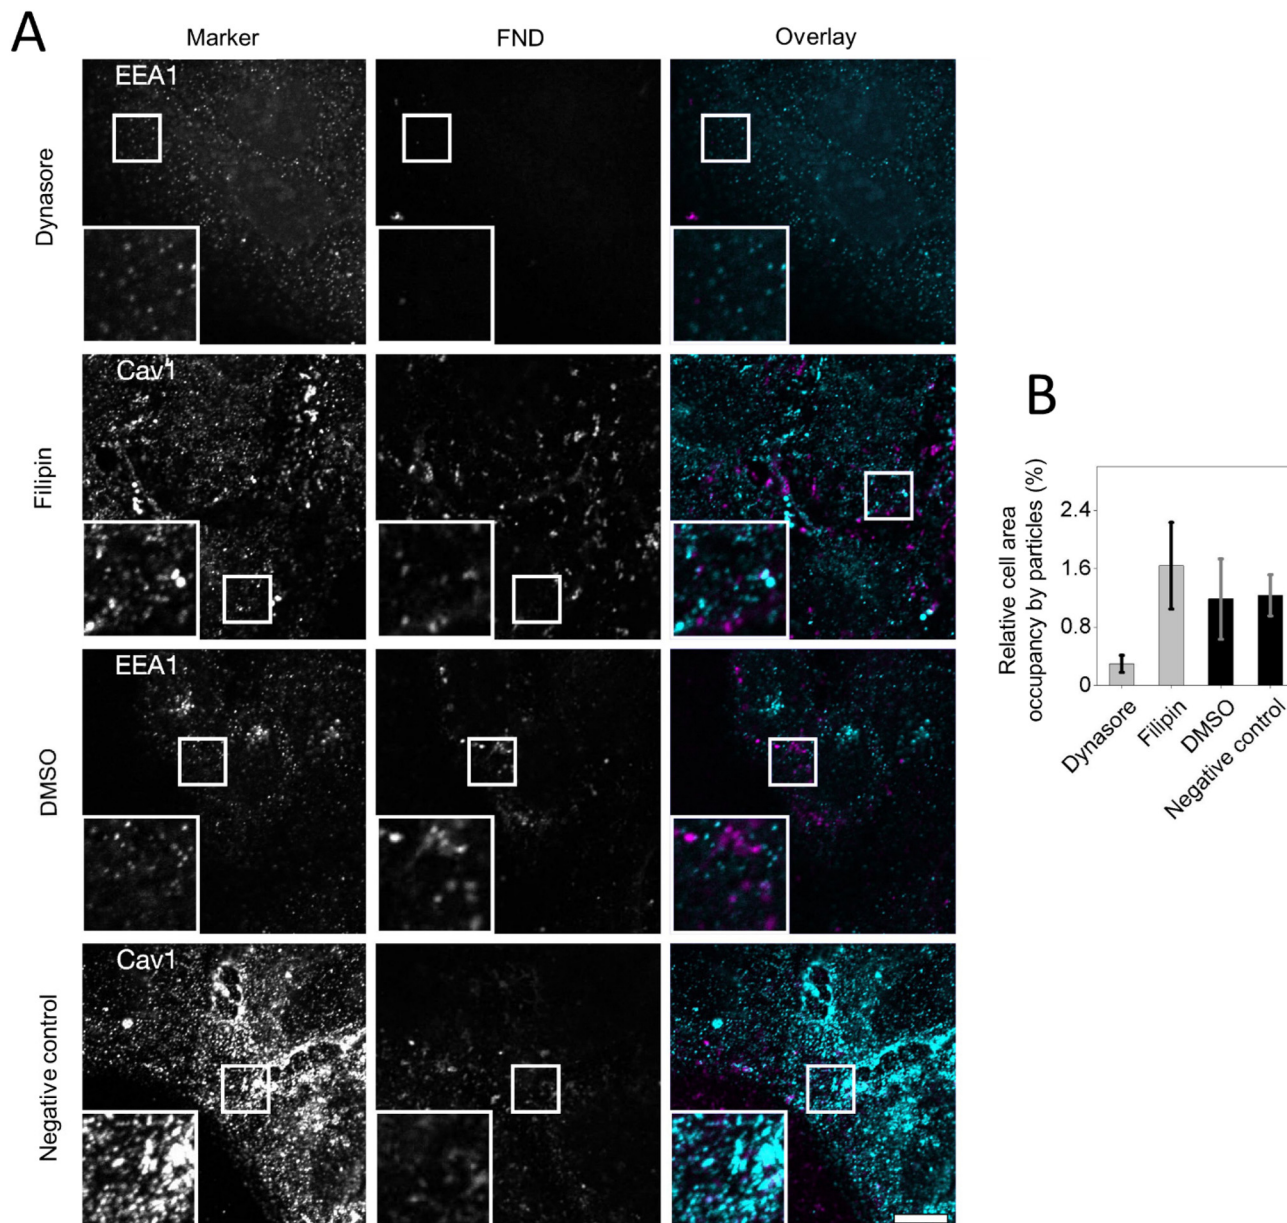 A
Marker
FND
Overlay
Dynasore
EEA1
Filipin
Cav1
DMSO
EEA1
Negative control
Cav1
B
Relative cell area
occupancy by particles (%)
2.4
1.6
0.8
0
Dynasore
Filipin
DMSO
Negative control